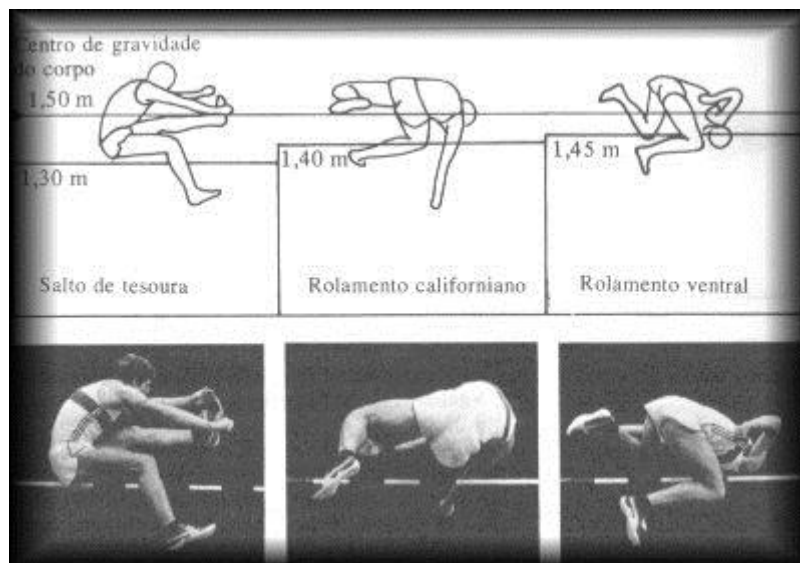 Centro de gravidade
do corpo
1,50 m
1,30 m
1,40 m
1,45 m
Salto de tesoura
Rolamento californiano
Rolamento ventral